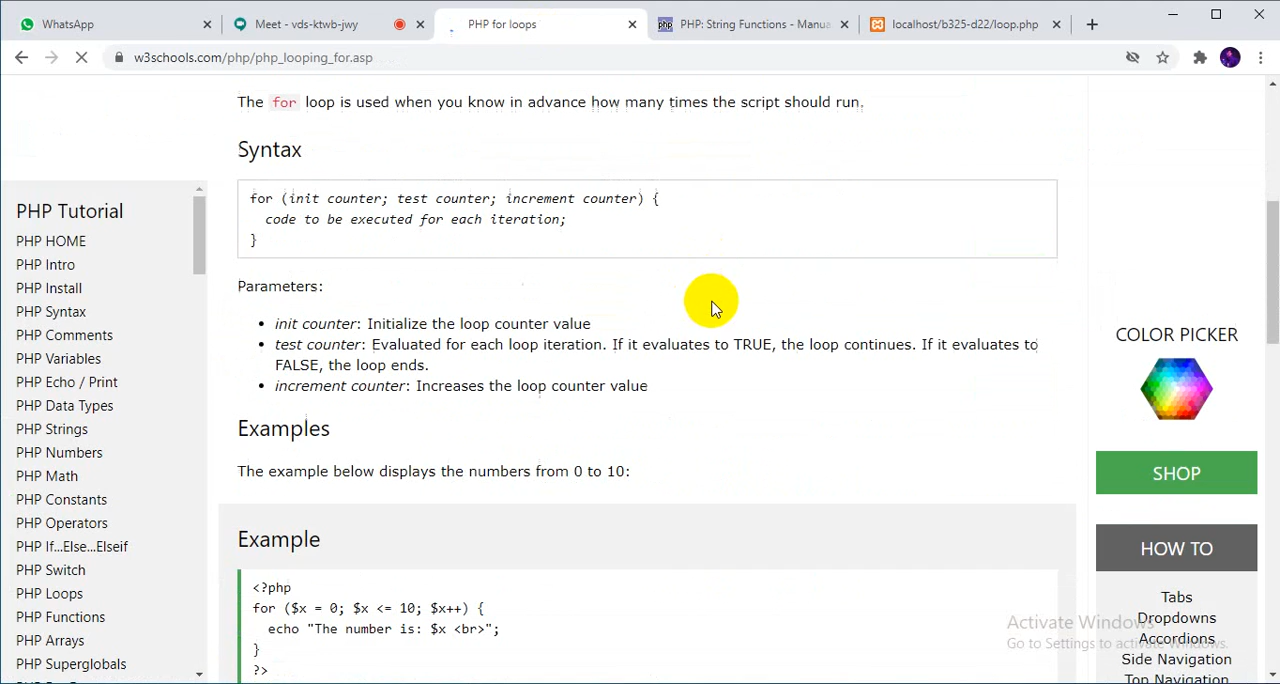 WhatsApp
Meet - vds-ktwb-jwy
PHP for loops
php PHP: String Functions - Manua
localhost/b325-d22/loop.php
w3schools.com/php/php_looping_for.asp
The for loop is used when you know in advance how many times the script should run.
Syntax
for (init counter; test counter; increment counter) {
code to be executed for each iteration;
}
Parameters:
• init counter: Initialize the loop counter value
• test counter: Evaluated for each loop iteration. If it evaluates to TRUE, the loop continues. If it evaluates to
FALSE, the loop ends.
• increment counter: Increases the loop counter value
Examples
The example below displays the numbers from 0 to 10:
Example
<?php
for ($x = 0; $x <= 10; $x++) {
echo "The number is: $x <br>";
}
?>
PHP Tutorial
PHP HOME
PHP Intro
PHP Install
PHP Syntax
PHP Comments
PHP Variables
PHP Echo / Print
PHP Data Types
PHP Strings
PHP Numbers
PHP Math
PHP Constants
PHP Operators
PHP If...Else...Elseif
PHP Switch
PHP Loops
PHP Functions
PHP Arrays
PHP Superglobals
COLOR PICKER
SHOP
HOW TO
Tabs
Dropdowns
Accordions
Side Navigation
Top Navigation
Activate Windows
Go to Settings to activate Windows.